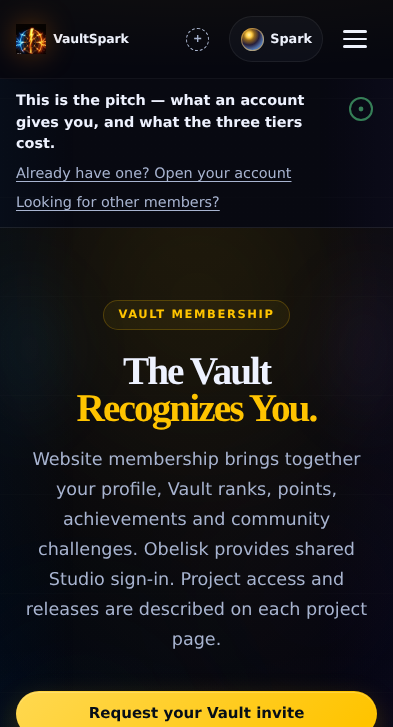 VaultSpark
Spark
This is the pitch — what an account
gives you, and what the three tiers
cost.
Already have one? Open your account
Looking for other members?
VAULT MEMBERSHIP
The Vault
Recognizes You.
Website membership brings together
your profile, Vault ranks, points,
achievements and community
challenges. Obelisk provides shared
Studio sign-in. Project access and
releases are described on each project
page.
Request your Vault invite